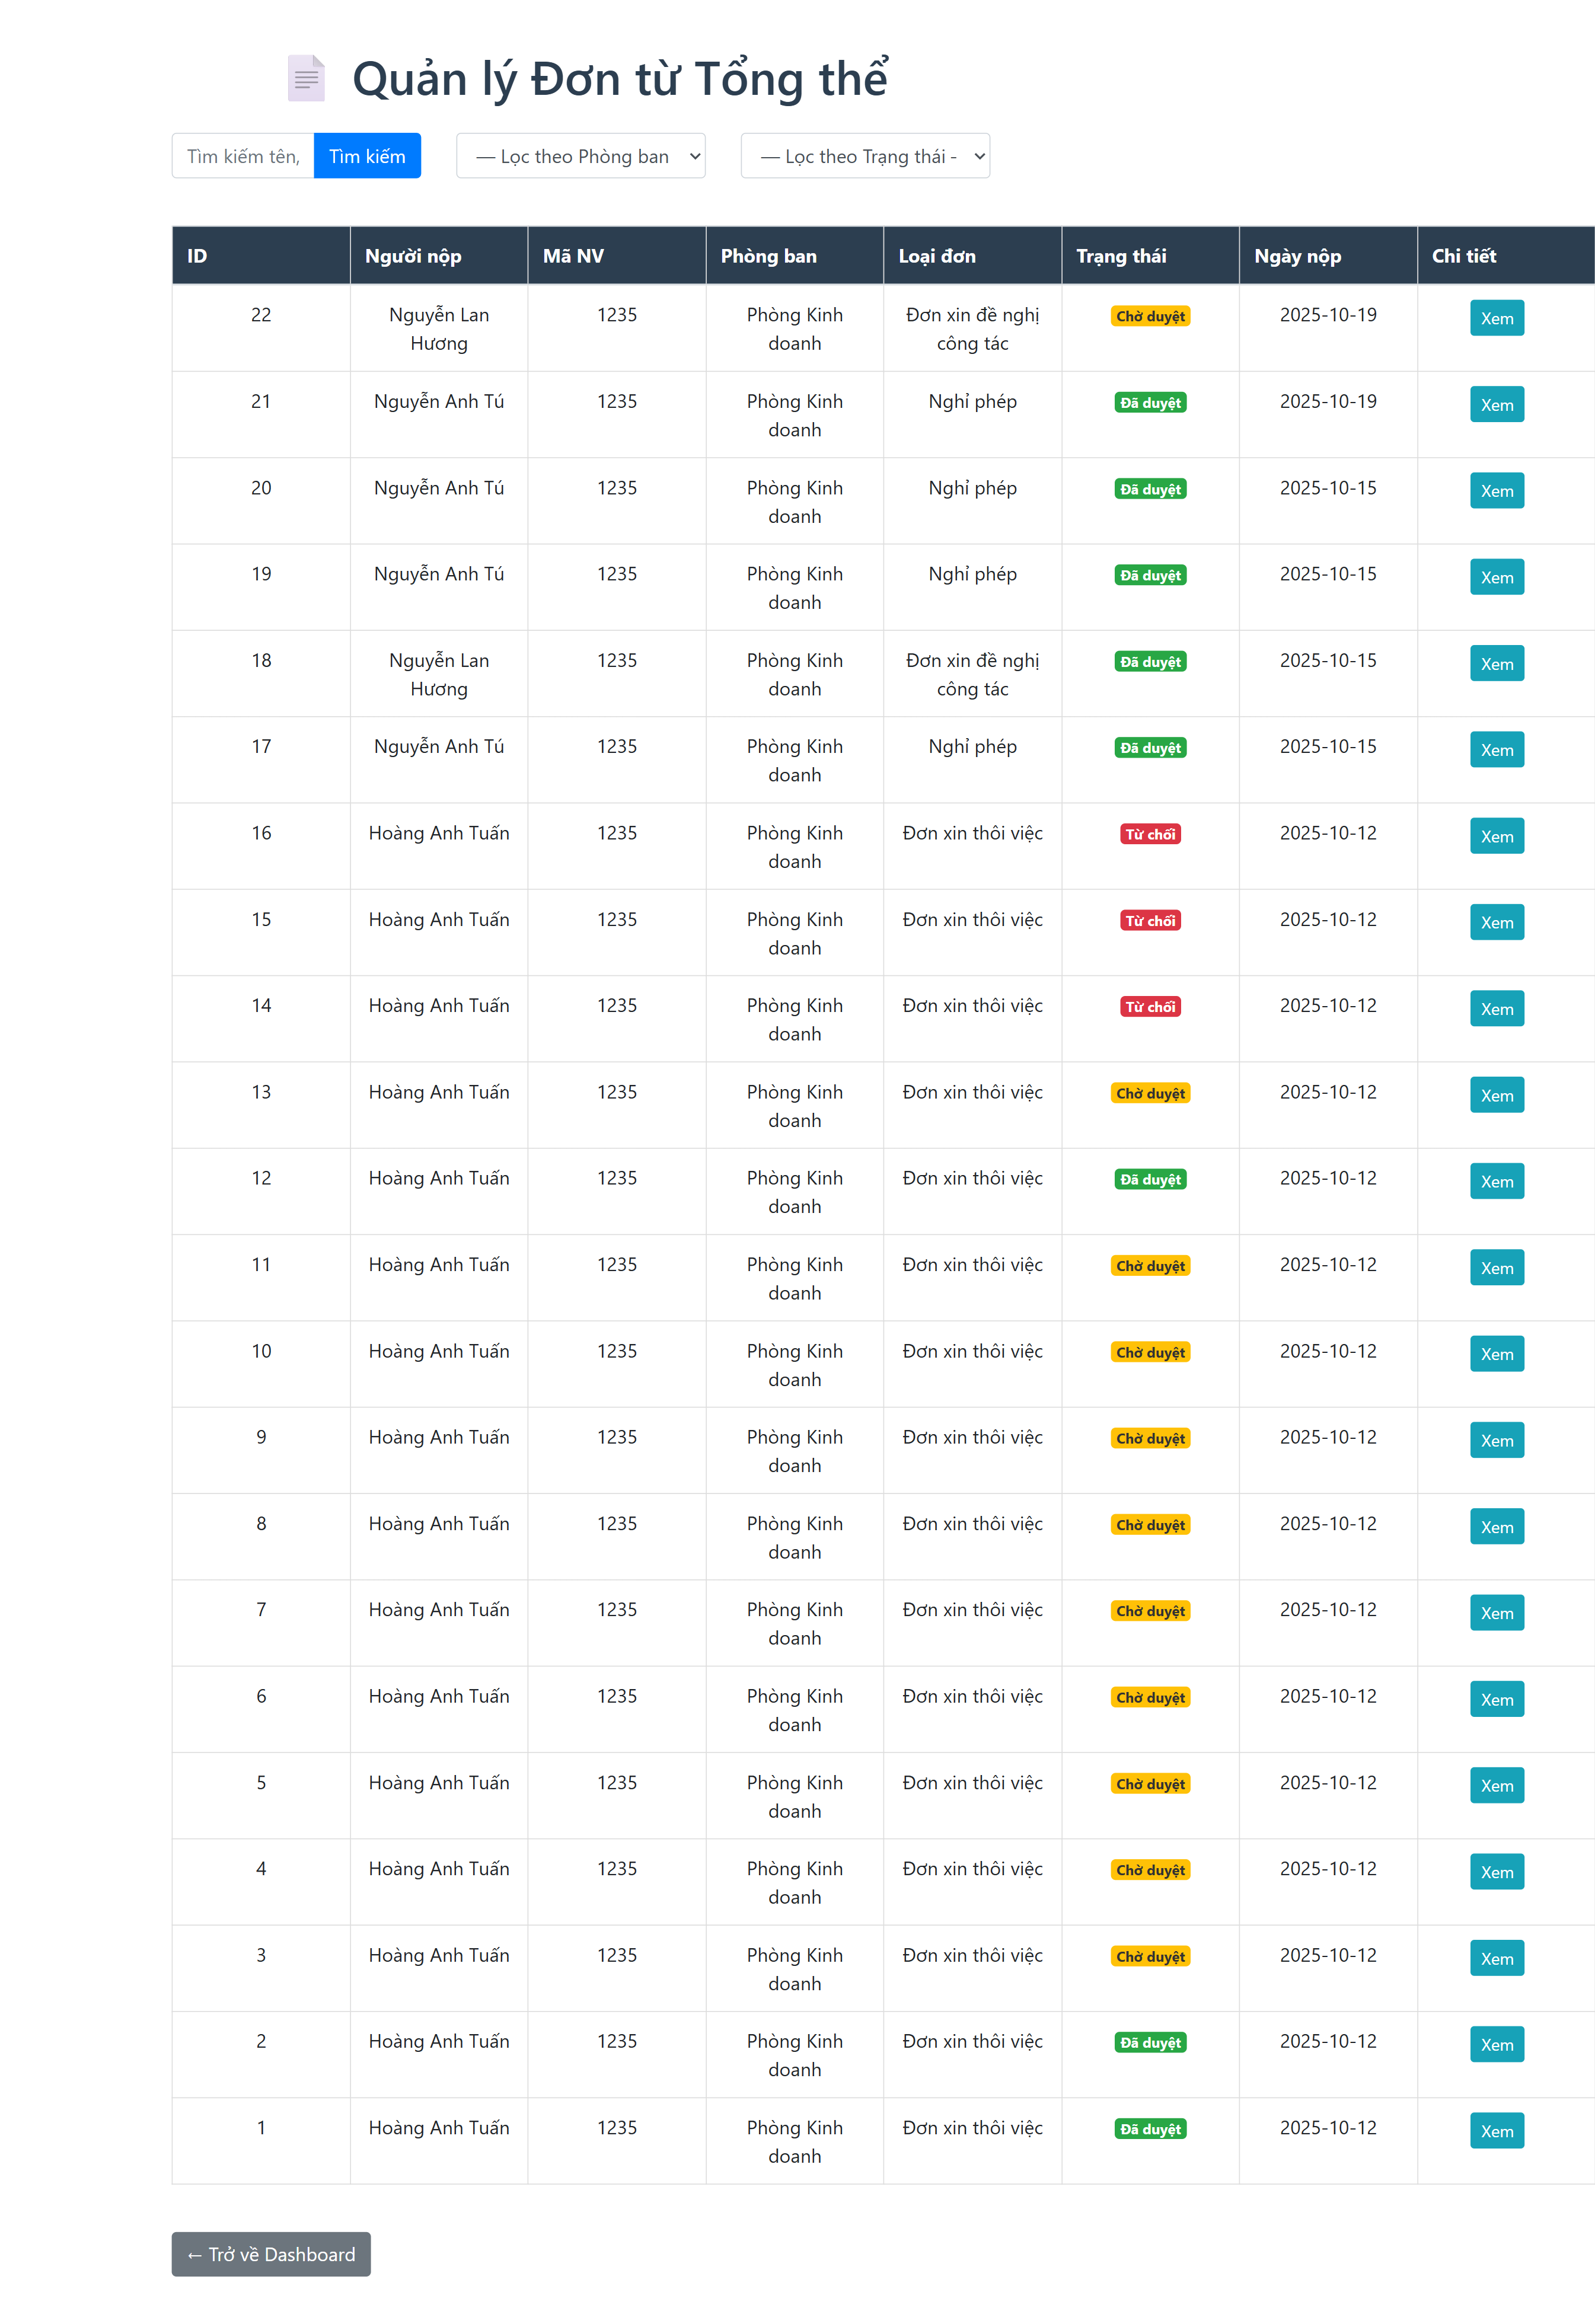 Quản lý Đơn từ Tổng thể
Tìm kiếm tên, Tìm kiếm — Lọc theo Phòng ban — Lọc theo Trạng thái -
ID Người nộp Mã NV Phòng ban Loại đơn Trạng thái Ngày nộp Chi tiết
22 Nguyễn Lan Hương 1235 Phòng Kinh doanh Đơn xin đề nghị công tác Chờ duyệt 2025-10-19 Xem
21 Nguyễn Anh Tú 1235 Phòng Kinh doanh Nghỉ phép Đã duyệt 2025-10-19 Xem
20 Nguyễn Anh Tú 1235 Phòng Kinh doanh Nghỉ phép Đã duyệt 2025-10-15 Xem
19 Nguyễn Anh Tú 1235 Phòng Kinh doanh Nghỉ phép Đã duyệt 2025-10-15 Xem
18 Nguyễn Lan Hương 1235 Phòng Kinh doanh Đơn xin đề nghị công tác Đã duyệt 2025-10-15 Xem
17 Nguyễn Anh Tú 1235 Phòng Kinh doanh Nghỉ phép Đã duyệt 2025-10-15 Xem
16 Hoàng Anh Tuấn 1235 Phòng Kinh doanh Đơn xin thôi việc Từ chối 2025-10-12 Xem
15 Hoàng Anh Tuấn 1235 Phòng Kinh doanh Đơn xin thôi việc Từ chối 2025-10-12 Xem
14 Hoàng Anh Tuấn 1235 Phòng Kinh doanh Đơn xin thôi việc Từ chối 2025-10-12 Xem
13 Hoàng Anh Tuấn 1235 Phòng Kinh doanh Đơn xin thôi việc Chờ duyệt 2025-10-12 Xem
12 Hoàng Anh Tuấn 1235 Phòng Kinh doanh Đơn xin thôi việc Đã duyệt 2025-10-12 Xem
11 Hoàng Anh Tuấn 1235 Phòng Kinh doanh Đơn xin thôi việc Chờ duyệt 2025-10-12 Xem
10 Hoàng Anh Tuấn 1235 Phòng Kinh doanh Đơn xin thôi việc Chờ duyệt 2025-10-12 Xem
9 Hoàng Anh Tuấn 1235 Phòng Kinh doanh Đơn xin thôi việc Chờ duyệt 2025-10-12 Xem
8 Hoàng Anh Tuấn 1235 Phòng Kinh doanh Đơn xin thôi việc Chờ duyệt 2025-10-12 Xem
7 Hoàng Anh Tuấn 1235 Phòng Kinh doanh Đơn xin thôi việc Chờ duyệt 2025-10-12 Xem
6 Hoàng Anh Tuấn 1235 Phòng Kinh doanh Đơn xin thôi việc Chờ duyệt 2025-10-12 Xem
5 Hoàng Anh Tuấn 1235 Phòng Kinh doanh Đơn xin thôi việc Chờ duyệt 2025-10-12 Xem
4 Hoàng Anh Tuấn 1235 Phòng Kinh doanh Đơn xin thôi việc Chờ duyệt 2025-10-12 Xem
3 Hoàng Anh Tuấn 1235 Phòng Kinh doanh Đơn xin thôi việc Chờ duyệt 2025-10-12 Xem
2 Hoàng Anh Tuấn 1235 Phòng Kinh doanh Đơn xin thôi việc Đã duyệt 2025-10-12 Xem
1 Hoàng Anh Tuấn 1235 Phòng Kinh doanh Đơn xin thôi việc Đã duyệt 2025-10-12 Xem
← Trở về Dashboard